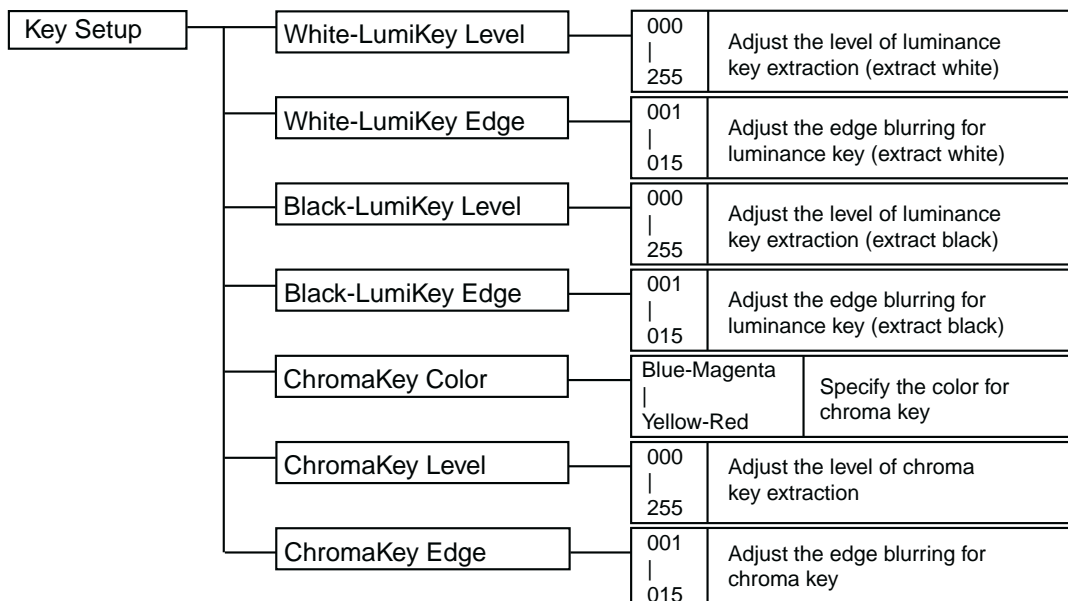 Key Setup
White-LumiKey Level
000
|
255
Adjust the level of luminance
key extraction (extract white)
White-LumiKey Edge
001
|
015
Adjust the edge blurring for
luminance key (extract white)
Black-LumiKey Level
000
|
255
Adjust the level of luminance
key extraction (extract black)
Black-LumiKey Edge
001
|
015
Adjust the edge blurring for
luminance key (extract black)
ChromaKey Color
Blue-Magenta
|
Yellow-Red
Specify the color for
chroma key
ChromaKey Level
000
|
255
Adjust the level of chroma
key extraction
ChromaKey Edge
001
|
015
Adjust the edge blurring for
chroma key